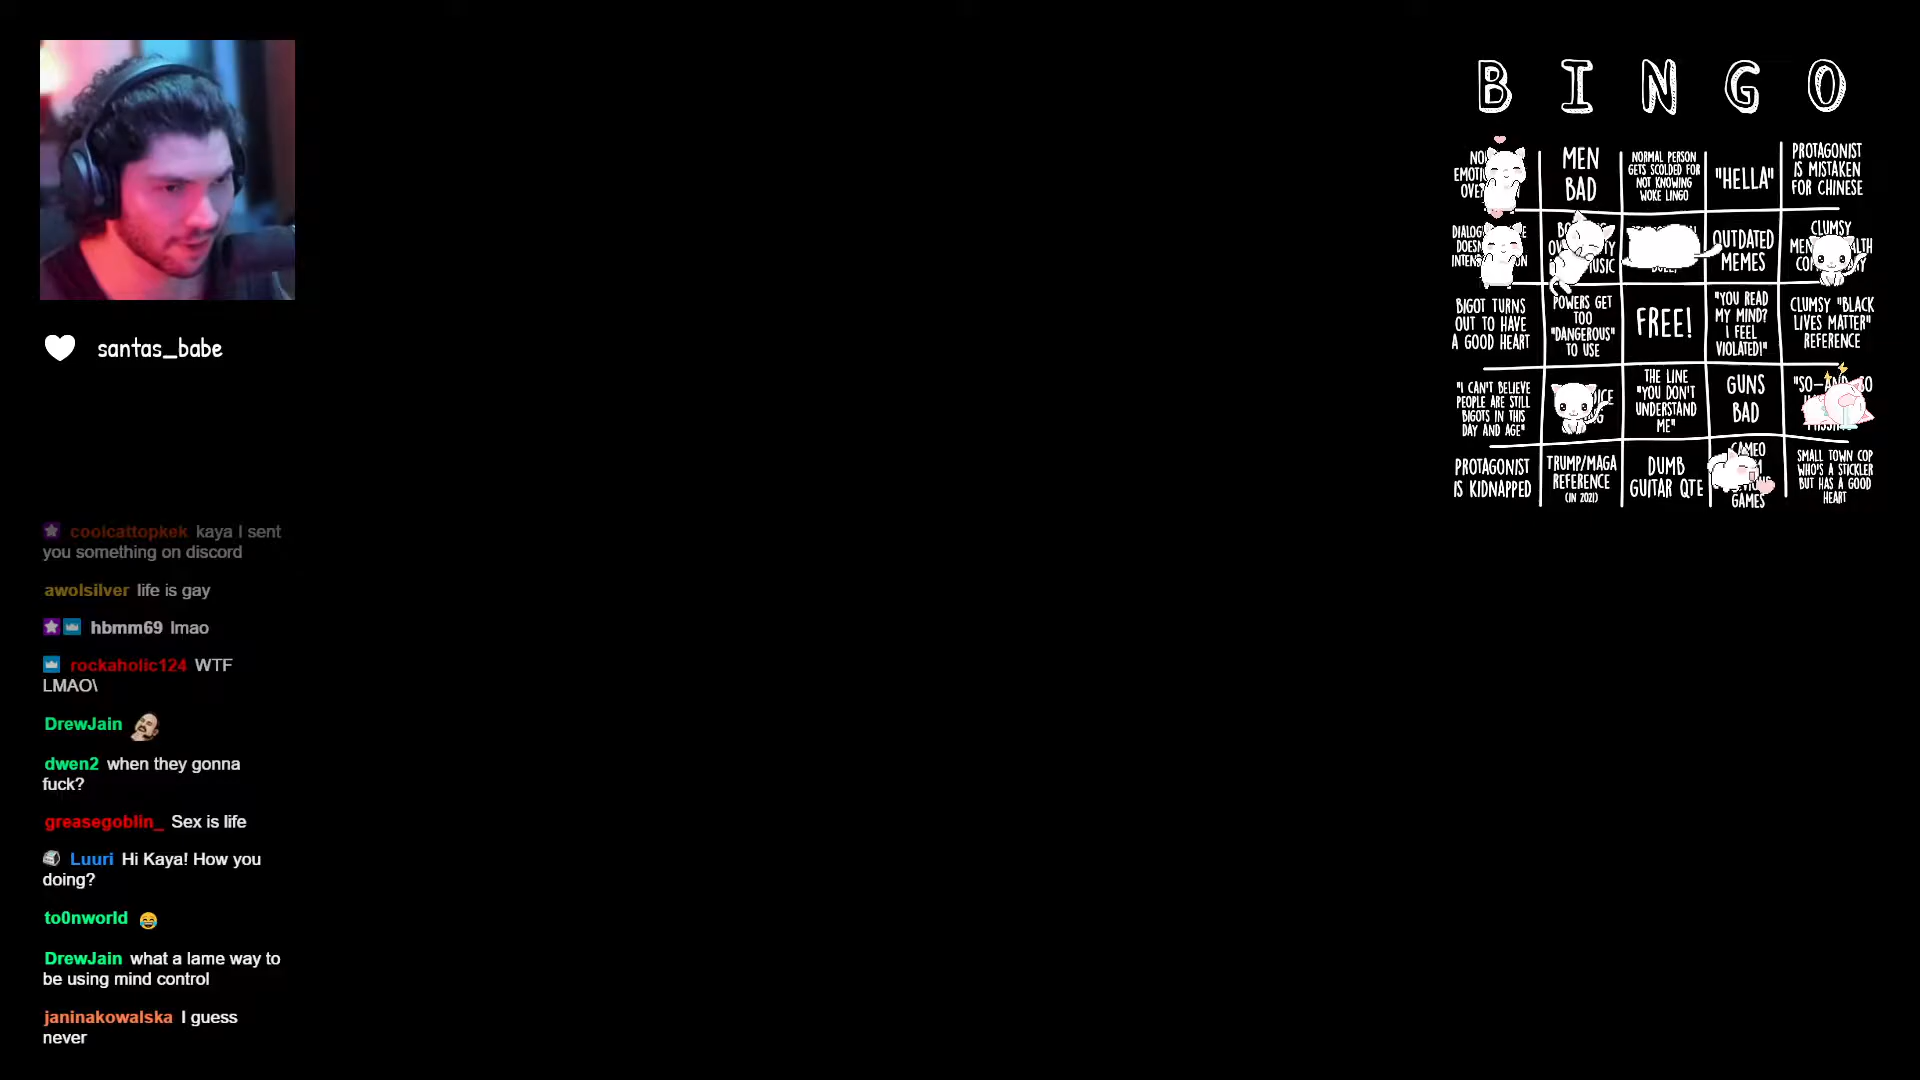 B I N G O
MEN
BAD
NORMAL PERSON
GETS SCOLDED FOR
NOT KNOWING
WOKE LINGO
"HELLA"
PROTAGONIST
IS MISTAKEN
FOR CHINESE
OUTDATED
MEMES
CLUMSY
BIGOT TURNS
OUT TO HAVE
A GOOD HEART
POWERS GET
TOO
"DANGEROUS"
TO USE
FREE!
"YOU READ
MY MIND?
I FEEL
VIOLATED!"
CLUMSY "BLACK
LIVES MATTER"
REFERENCE
"I CAN'T BELIEVE
PEOPLE ARE STILL
BIGOTS IN THIS
DAY AND AGE"
THE LINE
"YOU DON'T
UNDERSTAND
ME"
GUNS
BAD
PROTAGONIST
IS KIDNAPPED
TRUMP/MAGA
REFERENCE
(IN 2021)
DUMB
GUITAR QTE
GAMES
SMALL TOWN COP
WHO'S A STICKLER
BUT HAS A GOOD
HEART
santas_babe
coolcattopkek kaya I sent
you something on discord
awolsilver life is gay
hbmm69 lmao
rockaholic124 WTF
LMAO\
DrewJain
dwen2 when they gonna
fuck?
greasegoblin_ Sex is life
Luuri Hi Kaya! How you
doing?
to0nworld
DrewJain what a lame way to
be using mind control
janinakowalska I guess
never